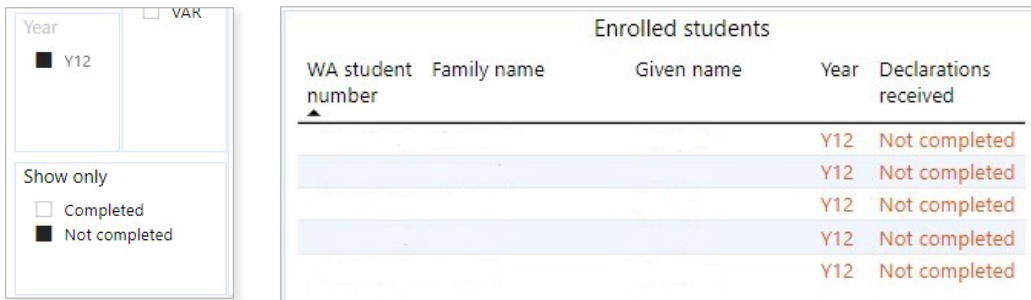 VAR
Year
Y12
Show only
Completed
Not completed
Enrolled students
WA student number Family name Given name Year Declarations received
Y12 Not completed
Y12 Not completed
Y12 Not completed
Y12 Not completed
Y12 Not completed